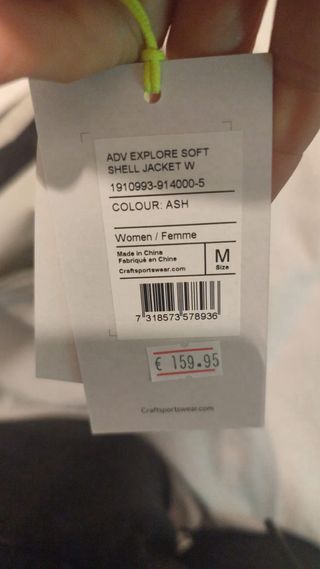 ADV EXPLORE SOFT
SHELL JACKET W
1910993-914000-5
COLOUR: ASH
Women / Femme
Made in China
Fabriqué en Chine
Craftsportswear.com
M
Size
7 318573 578936
€ 159.95
Craftsportswear.com